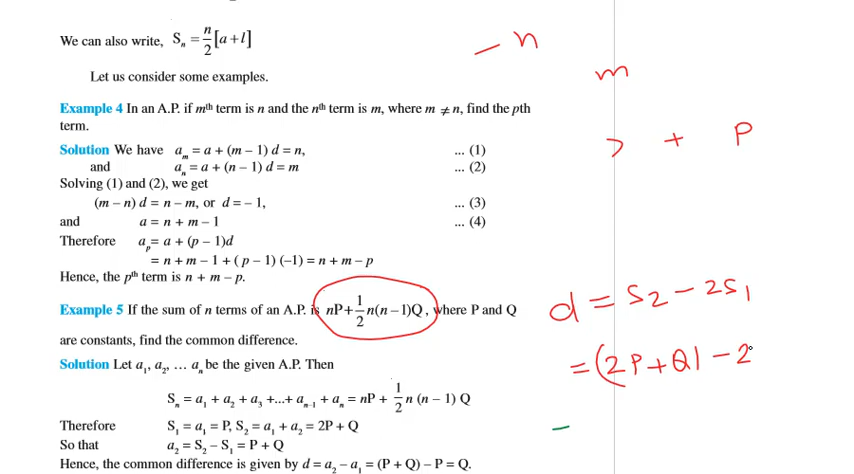 We can also write, Sₙ = n/2 [a + l]
Let us consider some examples.
Example 4 In an A.P. if mᵗʰ term is n and the nᵗʰ term is m, where m ≠ n, find the pth
term.
Solution We have aₘ = a + (m – 1) d = n, ... (1)
and aₙ = a + (n – 1) d = m ... (2)
Solving (1) and (2), we get
(m – n) d = n – m, or d = – 1, ... (3)
and a = n + m – 1 ... (4)
Therefore aₚ = a + (p – 1)d
= n + m – 1 + ( p – 1) (–1) = n + m – p
Hence, the pᵗʰ term is n + m – p.
Example 5 If the sum of n terms of an A.P. is nP + 1/2 n(n – 1)Q , where P and Q
are constants, find the common difference.
Solution Let a₁, a₂, … aₙ be the given A.P. Then
Sₙ = a₁ + a₂ + a₃ +...+ aₙ₋₁ + aₙ = nP + 1/2 n (n – 1) Q
Therefore S₁ = a₁ = P, S₂ = a₁ + a₂ = 2P + Q
So that a₂ = S₂ – S₁ = P + Q
Hence, the common difference is given by d = a₂ – a₁ = (P + Q) – P = Q.
– n
m
+ P
d = S₂ – 2S₁
= (2P + Q) – 2
–